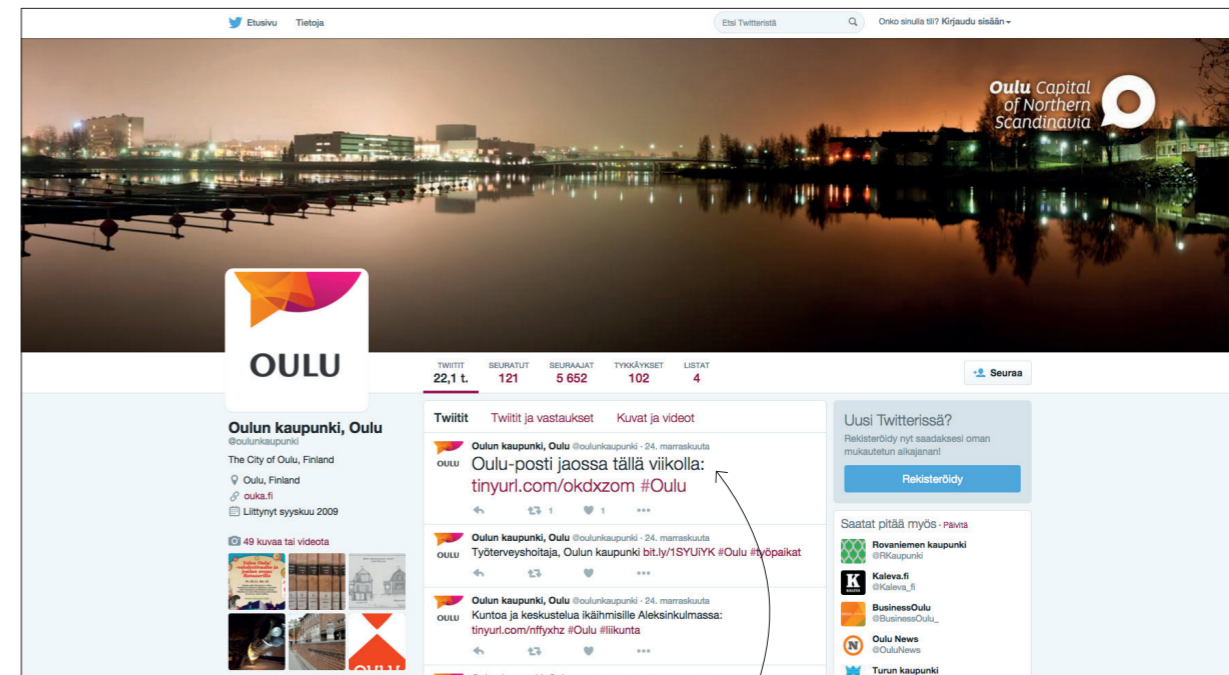 Etusivu Tietoja
Etsi Twitteristä
Onko sinulla tili? Kirjaudu sisään
Oulu Capital
of Northern
Scandinavia
OULU
TWIITIT SEURATUT SEURAAJAT TYKKÄYKSET LISTAT
22,1 t. 121 5 652 102 4
Seuraa
Oulun kaupunki, Oulu
@oulunkaupunki
The City of Oulu, Finland
Oulu, Finland
ouka.fi
Liittynyt syyskuu 2009
49 kuvaa tai videota
OULU
Twiitit Twiitit ja vastaukset Kuvat ja videot
Oulun kaupunki, Oulu @oulunkaupunki · 24. marraskuuta
OULU
Oulu-posti jaossa tällä viikolla:
tinyurl.com/okdxzom #Oulu
1 1
Oulun kaupunki, Oulu @oulunkaupunki · 24. marraskuuta
OULU
Työterveyshoitaja, Oulun kaupunki bit.ly/1SYUiYK #Oulu #työpaikat
Oulun kaupunki, Oulu @oulunkaupunki · 24. marraskuuta
OULU
Kuntoa ja keskustelua ikäihmisille Aleksinkulmassa:
tinyurl.com/nffyxhz #Oulu #liikunta
Uusi Twitterissä?
Rekisteröidy nyt saadaksesi oman
mukautetun aikajanan!
Rekisteröidy
Saatat pitää myös · Päivitä
Rovaniemen kaupunki
@RKaupunki
K
Kaleva.fi
@Kaleva_fi
BusinessOulu
@BusinessOulu_
N
Oulu News
@OuluNews
Turun kaupunki